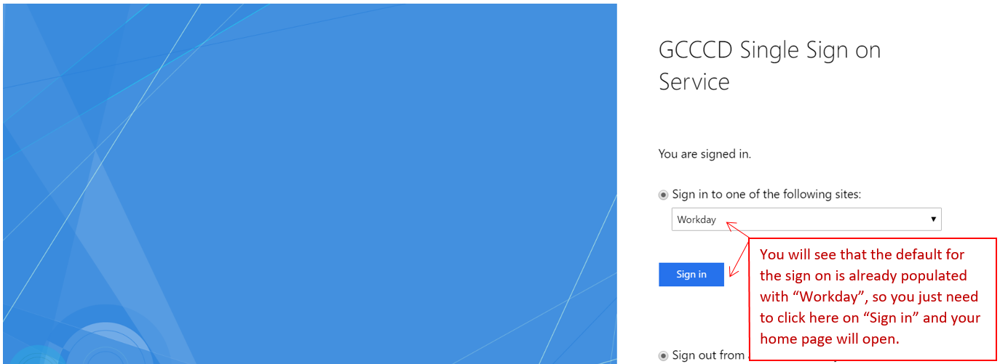 GCCCD Single Sign on
Service
You are signed in.
Sign in to one of the following sites:
Workday
Sign in
You will see that the default for
the sign on is already populated
with “Workday”, so you just need
to click here on “Sign in” and your
home page will open.
Sign out from